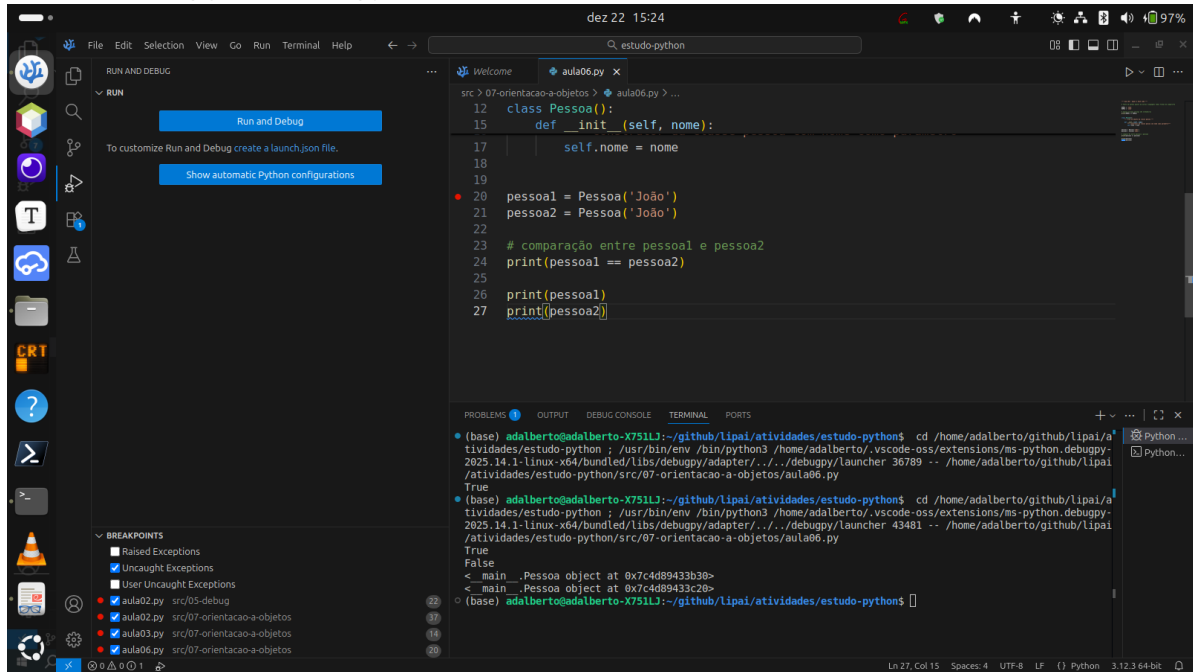 dez 22 15:24
97%
File Edit Selection View Go Run Terminal Help
estudo-python
RUN AND DEBUG
RUN
Run and Debug
To customize Run and Debug create a launch.json file.
Show automatic Python configurations
Welcome
aula06.py
src > 07-orientacao-a-objetos > aula06.py > ...
12 class Pessoa():
15 def __init__(self, nome):
17 self.nome = nome
18
19
20 pessoa1 = Pessoa('João')
21 pessoa2 = Pessoa('João')
22
23 # comparação entre pessoa1 e pessoa2
24 print(pessoa1 == pessoa2)
25
26 print(pessoa1)
27 print(pessoa2)
PROBLEMS 1 OUTPUT DEBUG CONSOLE TERMINAL PORTS
(base) adalberto@adalberto-X751LJ:~/github/lipai/atividades/estudo-python$ cd /home/adalberto/github/lipai/a
tividades/estudo-python ; /usr/bin/env /bin/python3 /home/adalberto/.vscode-oss/extensions/ms-python.debugpy-
2025.14.1-linux-x64/bundled/libs/debugpy/adapter/../../debugpy/launcher 36789 -- /home/adalberto/github/lipai
/atividades/estudo-python/src/07-orientacao-a-objetos/aula06.py
True
(base) adalberto@adalberto-X751LJ:~/github/lipai/atividades/estudo-python$ cd /home/adalberto/github/lipai/a
tividades/estudo-python ; /usr/bin/env /bin/python3 /home/adalberto/.vscode-oss/extensions/ms-python.debugpy-
2025.14.1-linux-x64/bundled/libs/debugpy/adapter/../../debugpy/launcher 43481 -- /home/adalberto/github/lipai
/atividades/estudo-python/src/07-orientacao-a-objetos/aula06.py
True
False
<__main__.Pessoa object at 0x7c4d89433b30>
<__main__.Pessoa object at 0x7c4d89433c20>
(base) adalberto@adalberto-X751LJ:~/github/lipai/atividades/estudo-python$
Python ...
Python...
BREAKPOINTS
Raised Exceptions
Uncaught Exceptions
User Uncaught Exceptions
aula02.py src/05-debug 22
aula02.py src/07-orientacao-a-objetos 37
aula03.py src/07-orientacao-a-objetos 14
aula06.py src/07-orientacao-a-objetos 20
T
CRT
1
0 0 1
Ln 27, Col 15 Spaces: 4 UTF-8 LF {} Python 3.12.3 64-bit